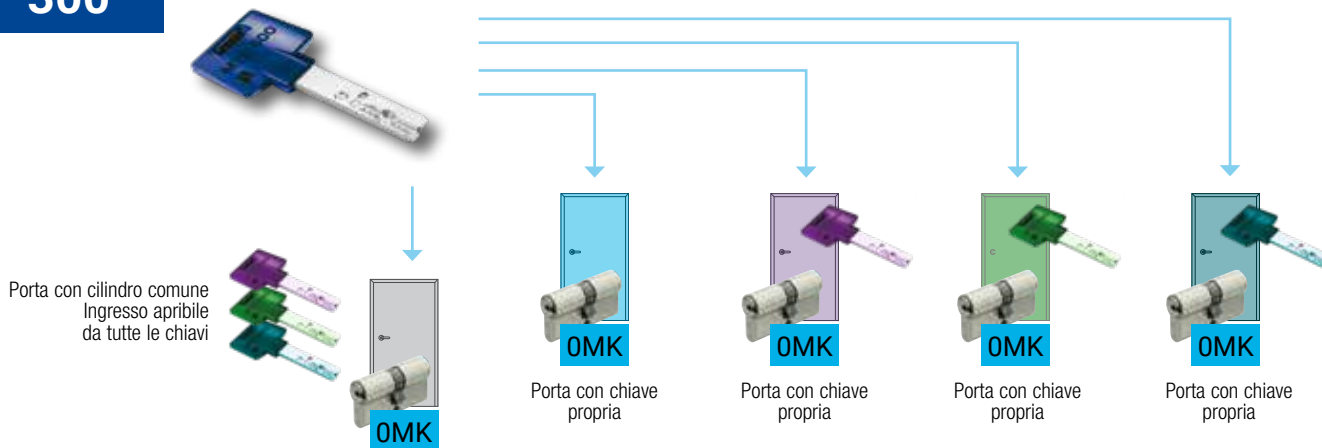 300
Porta con cilindro comune
Ingresso apribile
da tutte le chiavi
0MK
0MK
Porta con chiave
propria
0MK
Porta con chiave
propria
0MK
Porta con chiave
propria
0MK
Porta con chiave
propria